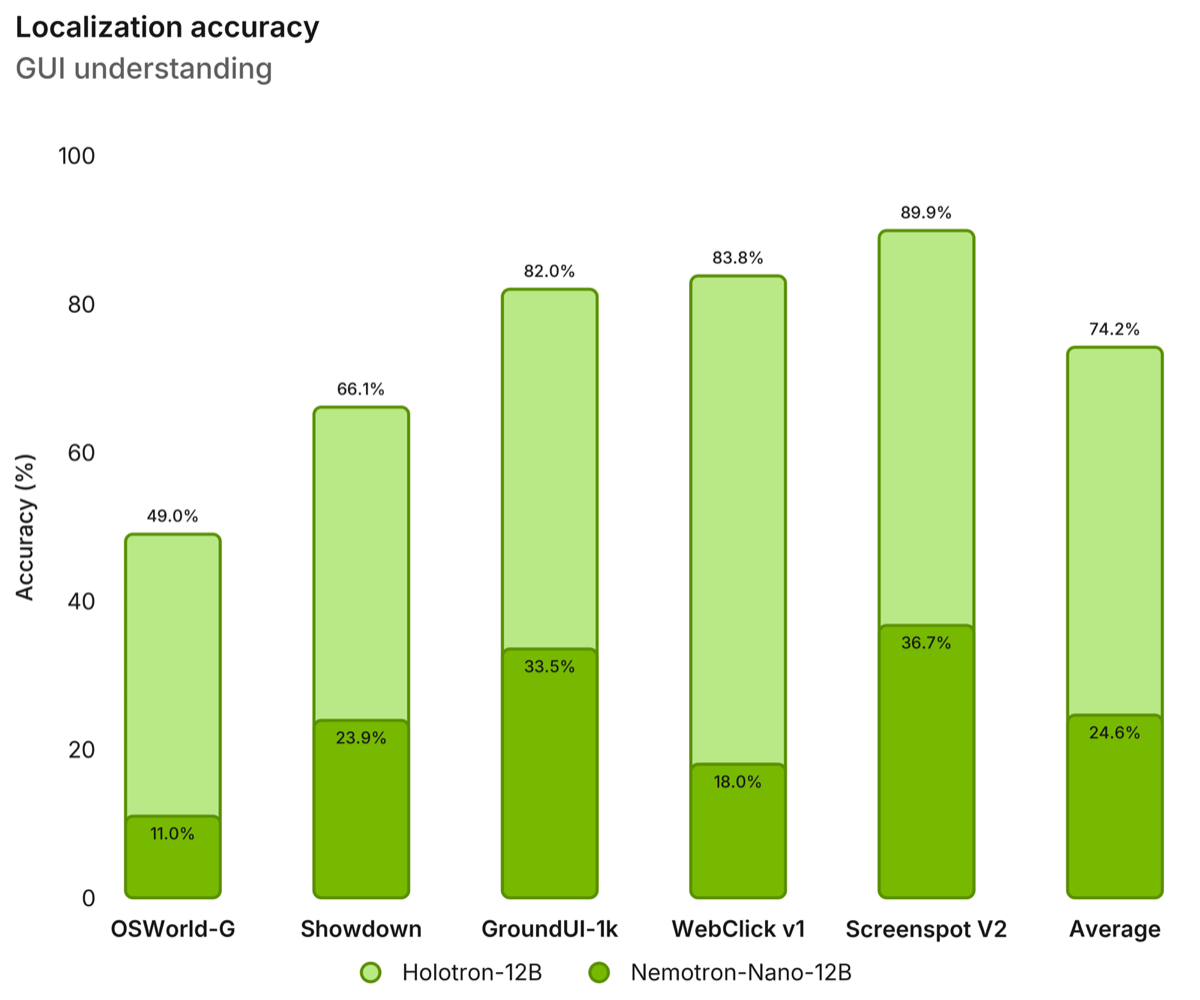 Localization accuracy
GUI understanding
Accuracy (%)
100
80
60
40
20
0
49.0%
11.0%
66.1%
23.9%
82.0%
33.5%
83.8%
18.0%
89.9%
36.7%
74.2%
24.6%
OSWorld-G
Showdown
GroundUI-1k
WebClick v1
Screenspot V2
Average
Holotron-12B
Nemotron-Nano-12B